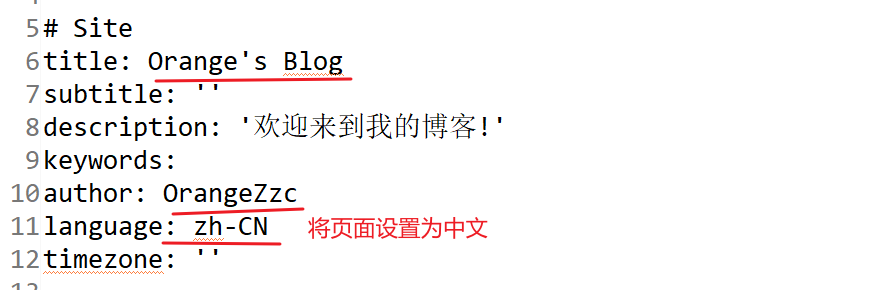 5# Site
6title: Orange's Blog
7subtitle: ''
8description: '欢迎来到我的博客!'
9keywords:
10author: OrangeZzc
11language: zh-CN 将页面设置为中文
12timezone: ''